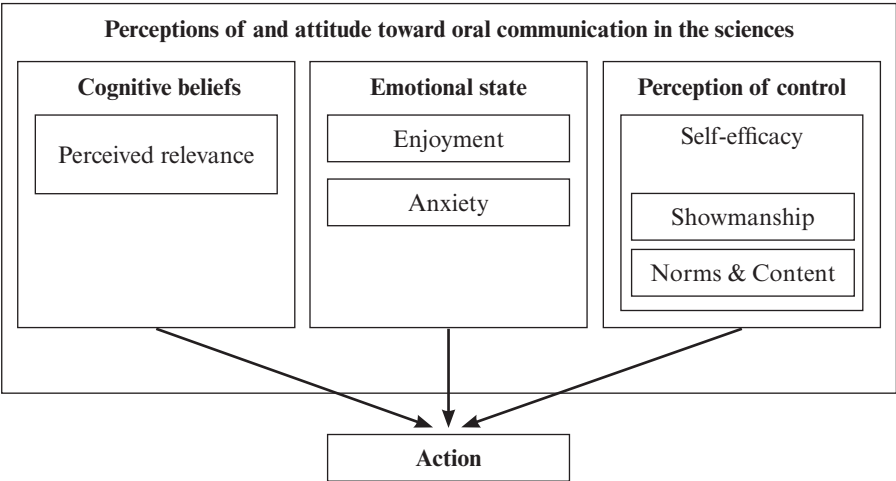 Perceptions of and attitude toward oral communication in the sciences
Cognitive beliefs
Perceived relevance
Emotional state
Enjoyment
Anxiety
Perception of control
Self-efficacy
Showmanship
Norms & Content
Action